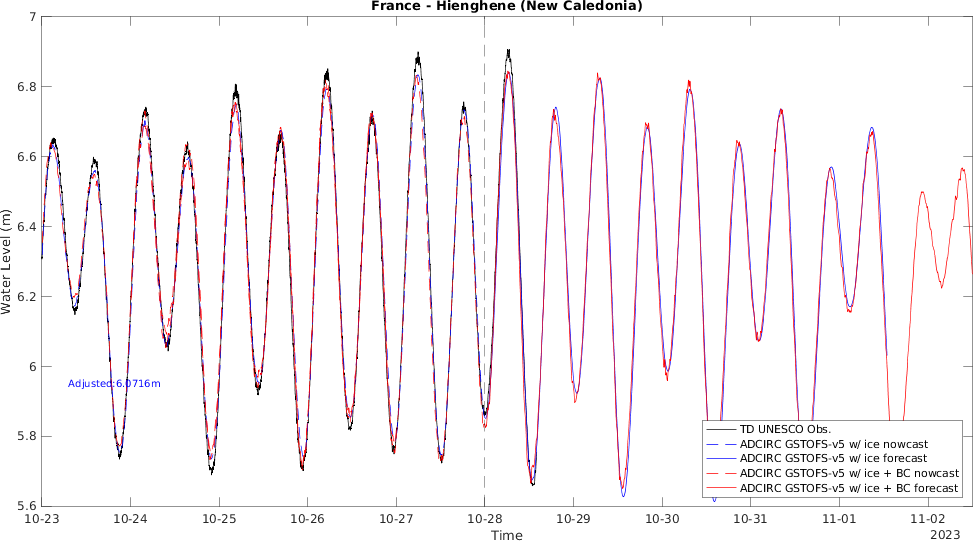 France - Hienghene (New Caledonia)
7
6.8
6.6
6.4
6.2
6
5.8
5.6
Water Level (m)
Adjusted:6.0716m
TD UNESCO Obs.
ADCIRC GSTOFS-v5 w/ ice nowcast
ADCIRC GSTOFS-v5 w/ ice forecast
ADCIRC GSTOFS-v5 w/ ice + BC nowcast
ADCIRC GSTOFS-v5 w/ ice + BC forecast
10-23 10-24 10-25 10-26 10-27 10-28 10-29 10-30 10-31 11-01 11-02
Time
2023